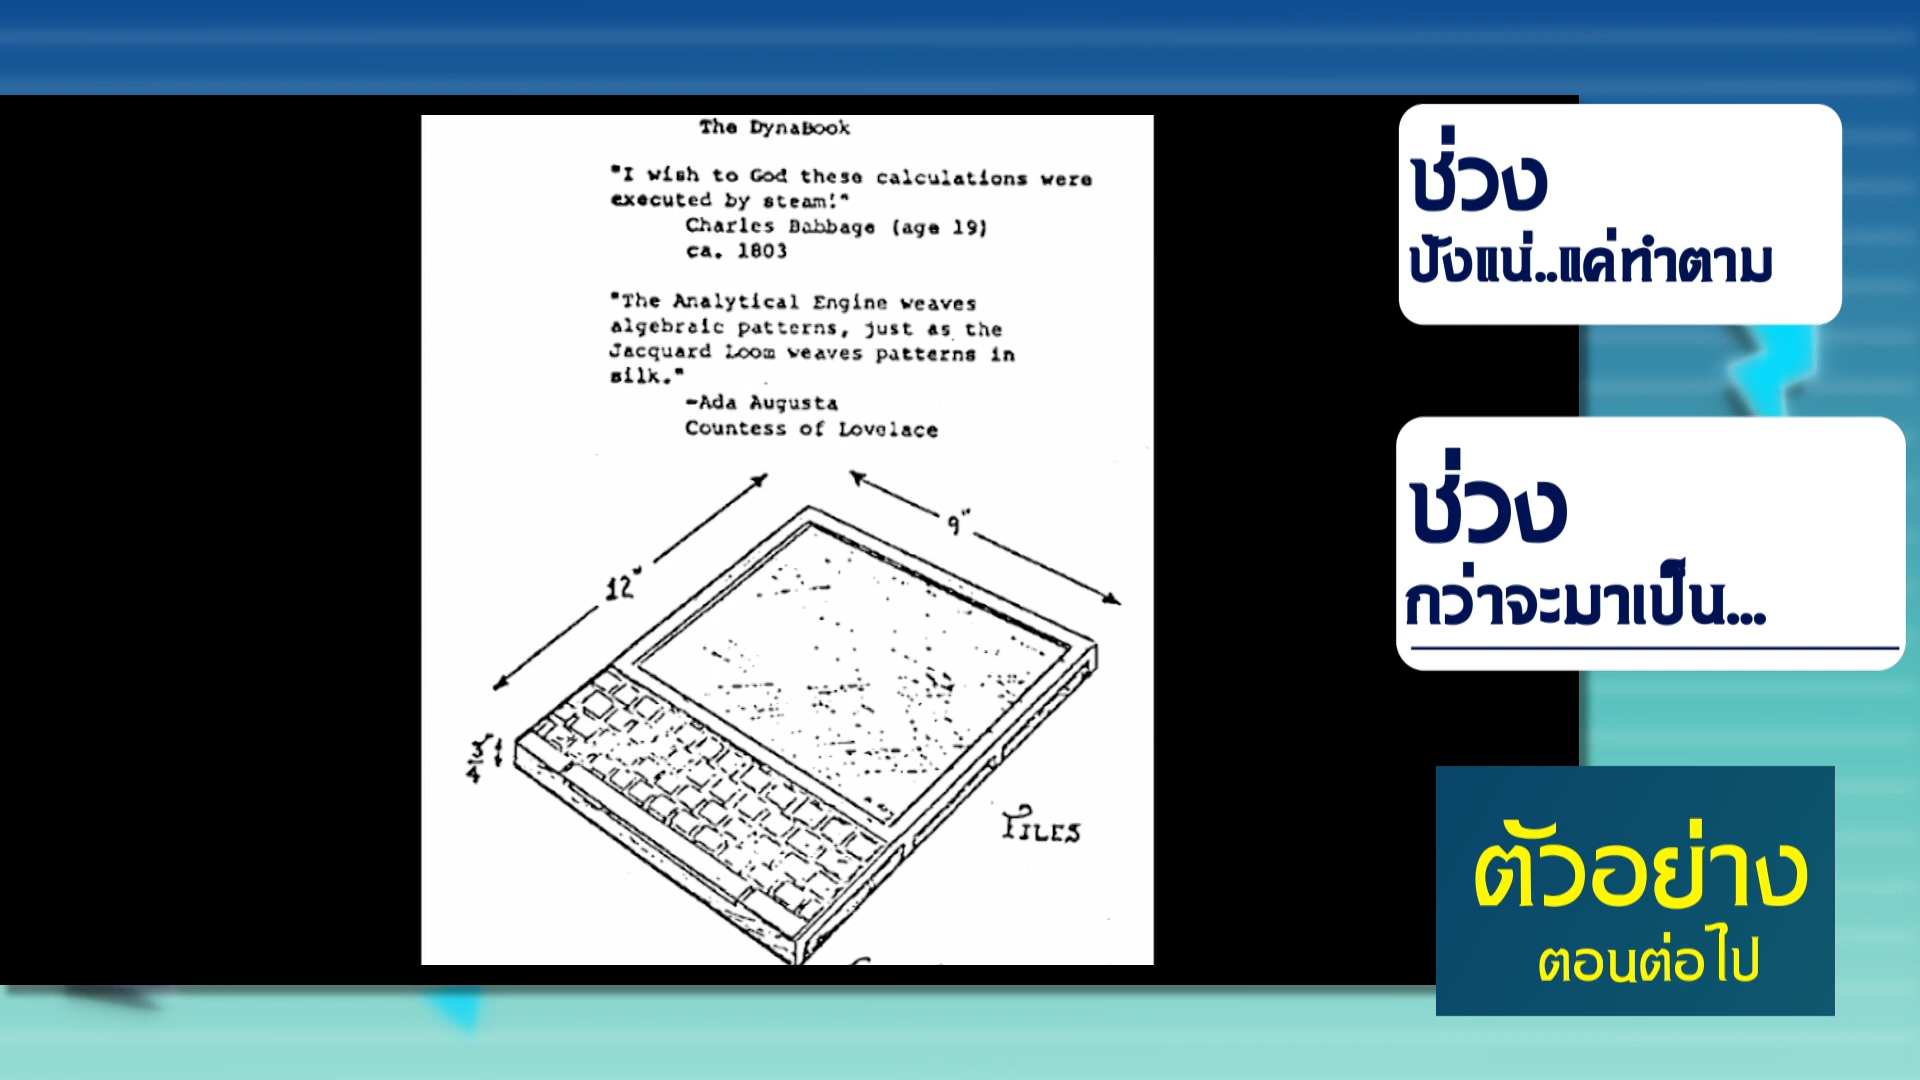 The DynaBook
"I wish to God these calculations were
executed by steam!"
Charles Babbage (age 19)
ca. 1803
"The Analytical Engine weaves
algebraic patterns, just as the
Jacquard Loom weaves patterns in
silk."
-Ada Augusta
Countess of Lovelace
9"
12"
3/4"
FILES
ช่วง
ปังแน่..แค่ทำตาม
ช่วง
กว่าจะมาเป็น...
ตัวอย่าง
ตอนต่อไป